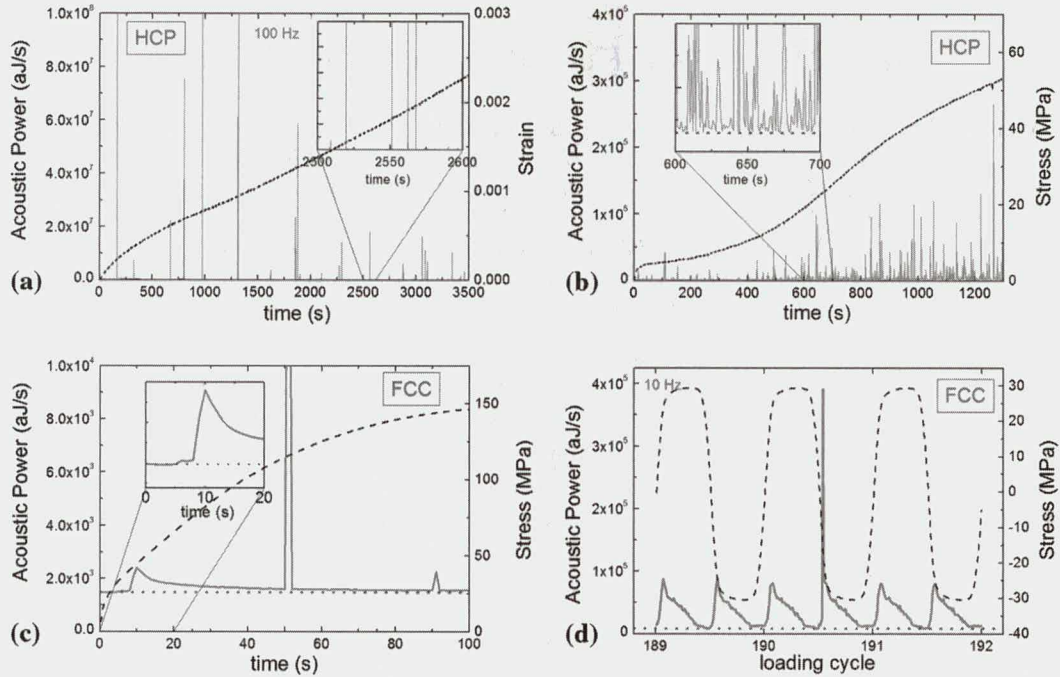 (a)
HCP
100 Hz
Acoustic Power (aJ/s)
1.0x10⁸
8.0x10⁷
6.0x10⁷
4.0x10⁷
2.0x10⁷
0.0
0 500 1000 1500 2000 2500 3000 3500
time (s)
0.003
0.002
0.001
0.000
Strain
2500 2550 2600
time (s)
(b)
HCP
Acoustic Power (aJ/s)
4x10⁵
3x10⁵
2x10⁵
1x10⁵
0
0 200 400 600 800 1000 1200
time (s)
60
40
20
0
Stress (MPa)
600 650 700
time (s)
(c)
FCC
Acoustic Power (aJ/s)
1.0x10⁴
8.0x10³
6.0x10³
4.0x10³
2.0x10³
0.0
0 20 40 60 80 100
time (s)
150
100
50
0
Stress (MPa)
0 10 20
time (s)
(d)
10 Hz
FCC
Acoustic Power (aJ/s)
4x10⁵
3x10⁵
2x10⁵
1x10⁵
0
189 190 191 192
loading cycle
30
20
10
0
-10
-20
-30
-40
Stress (MPa)